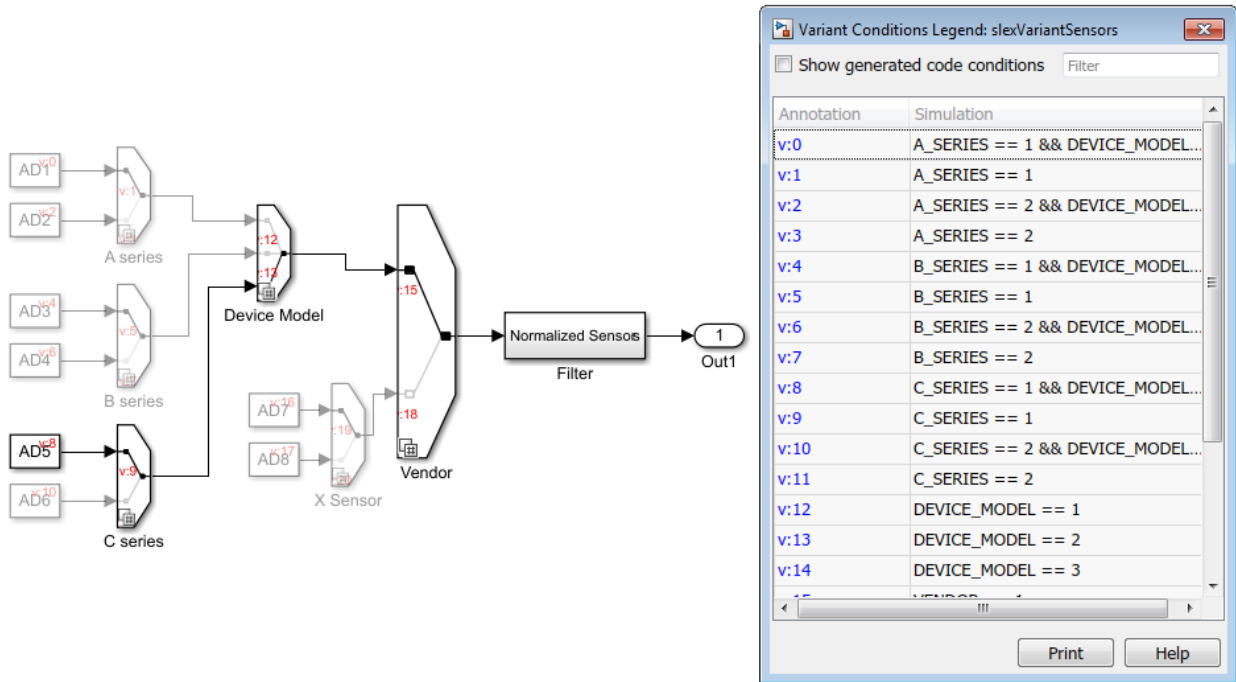 AD1
v:0
v:1
AD2
v:2
A series
AD3
v:4
v:5
AD4
v:6
B series
AD5
v:8
v:9
AD6
v:10
C series
:12
:13
Device Model
AD7
v:16
:19
AD8
v:17
X Sensor
:15
:18
Vendor
Normalized Sensors
Filter
1
Out1
Variant Conditions Legend: slexVariantSensors
Show generated code conditions Filter
Annotation Simulation
v:0 A_SERIES == 1 && DEVICE_MODEL...
v:1 A_SERIES == 1
v:2 A_SERIES == 2 && DEVICE_MODEL...
v:3 A_SERIES == 2
v:4 B_SERIES == 1 && DEVICE_MODEL...
v:5 B_SERIES == 1
v:6 B_SERIES == 2 && DEVICE_MODEL...
v:7 B_SERIES == 2
v:8 C_SERIES == 1 && DEVICE_MODEL...
v:9 C_SERIES == 1
v:10 C_SERIES == 2 && DEVICE_MODEL...
v:11 C_SERIES == 2
v:12 DEVICE_MODEL == 1
v:13 DEVICE_MODEL == 2
v:14 DEVICE_MODEL == 3
Print Help